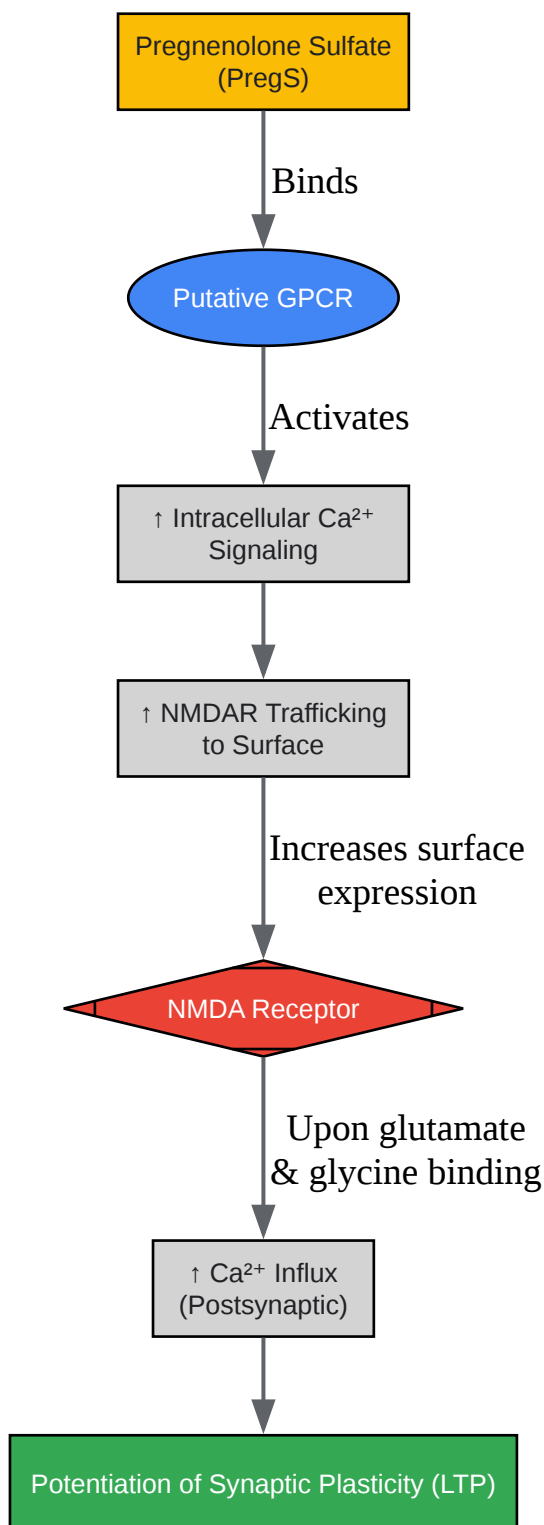 Pregnenolone Sulfate
(PregS)
Binds
Putative GPCR
Activates
↑ Intracellular Ca²⁺
Signaling
↑ NMDAR Trafficking
to Surface
Increases surface
expression
NMDA Receptor
Upon glutamate
& glycine binding
↑ Ca²⁺ Influx
(Postsynaptic)
Potentiation of Synaptic Plasticity (LTP)